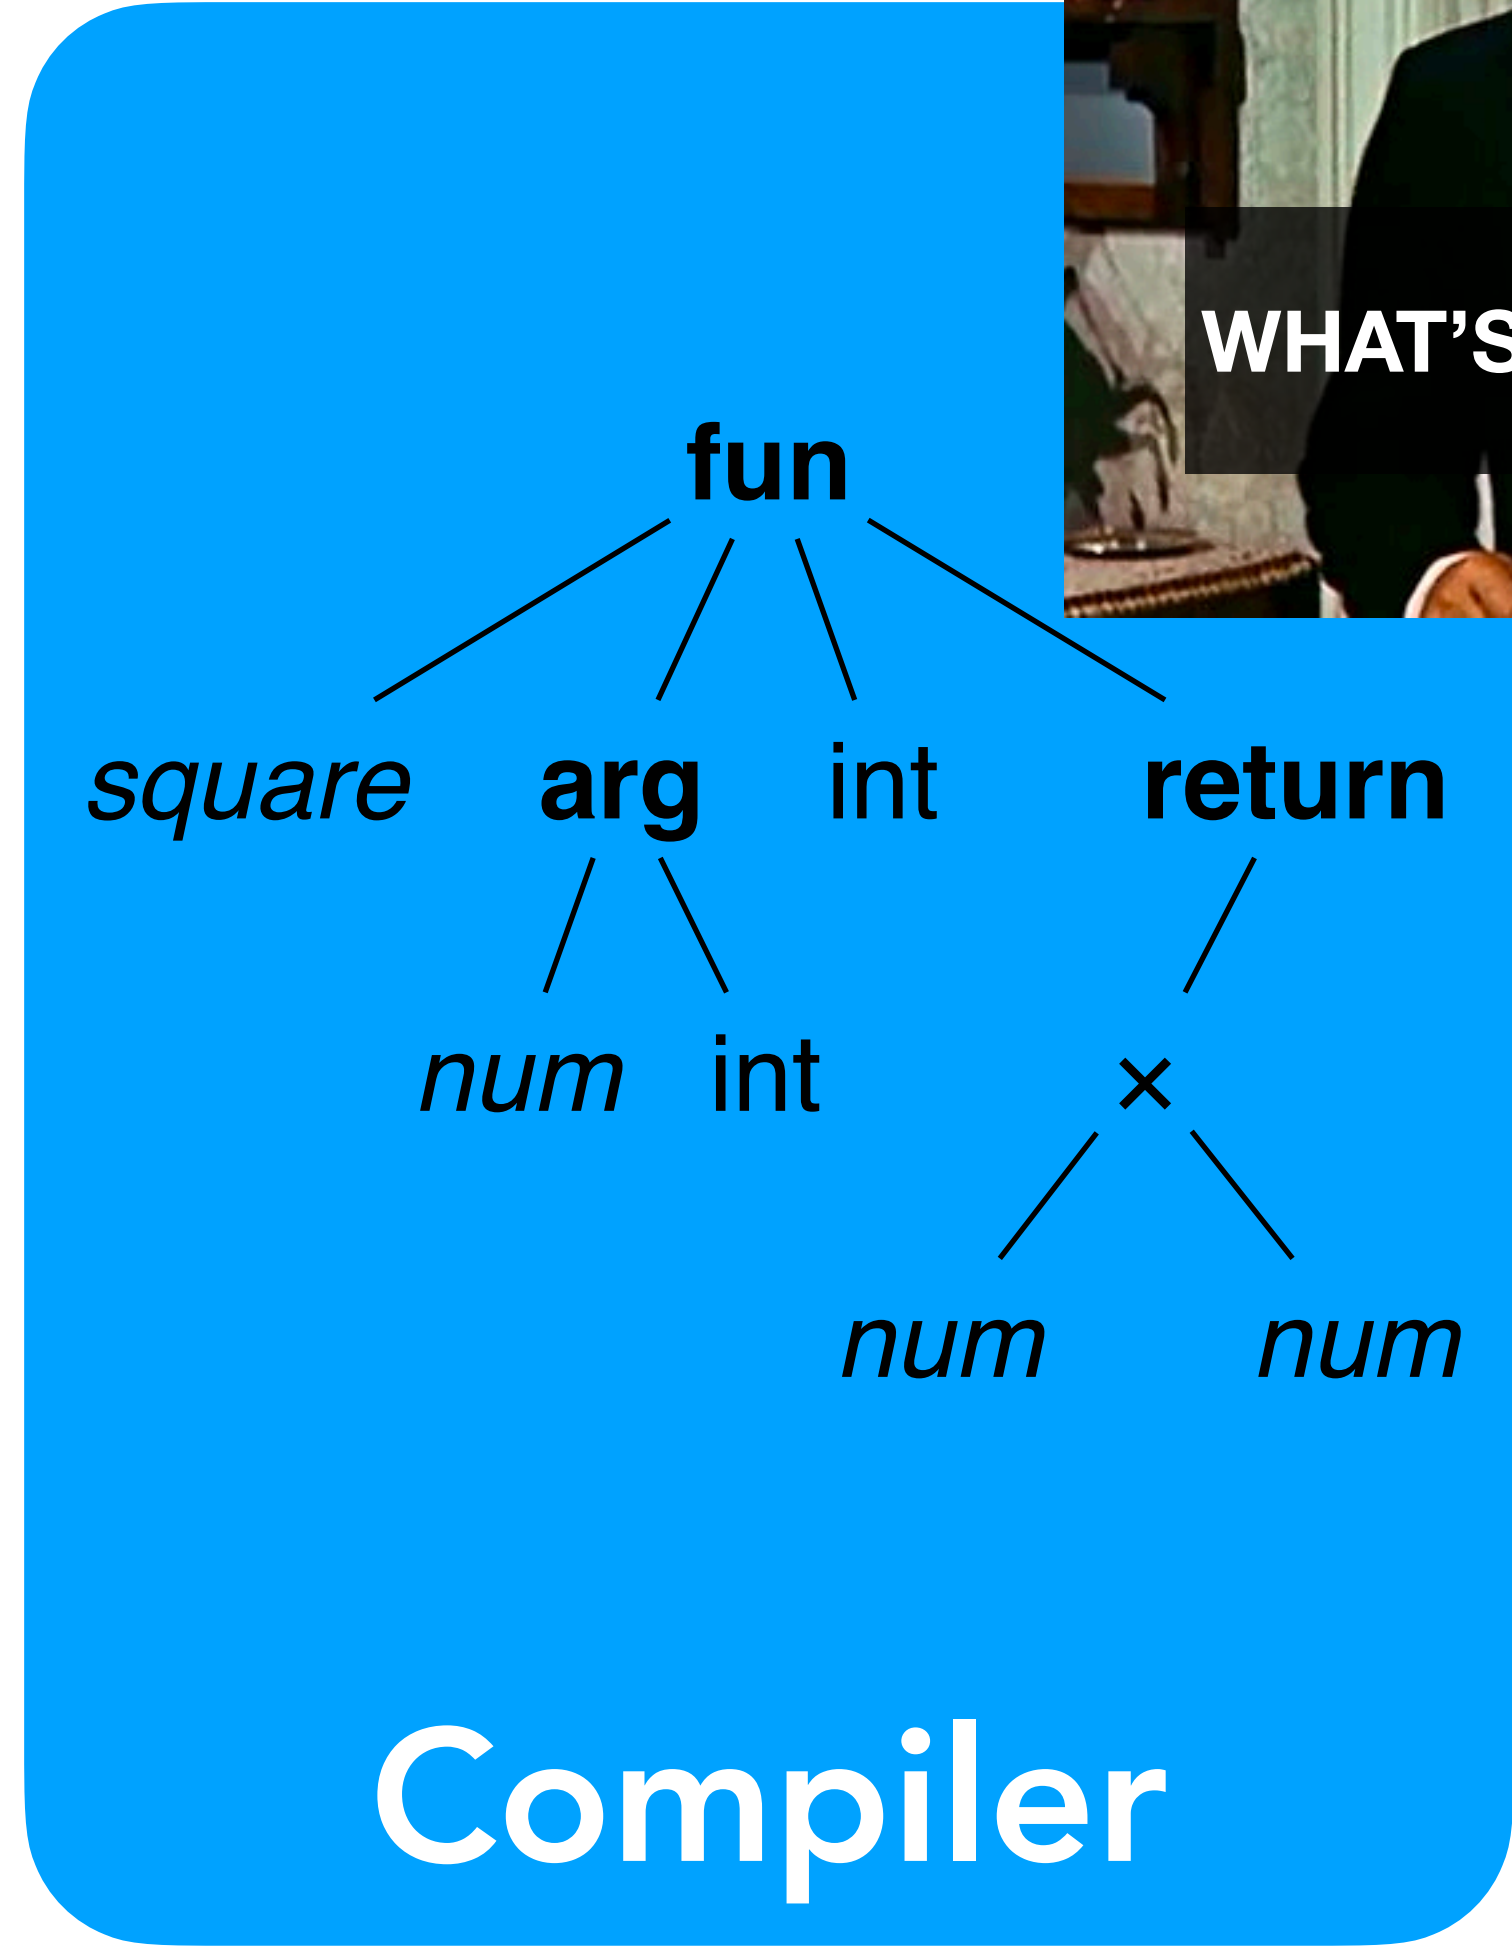 WHAT’S
fun
square arg int return
num int ×
num num
Compiler